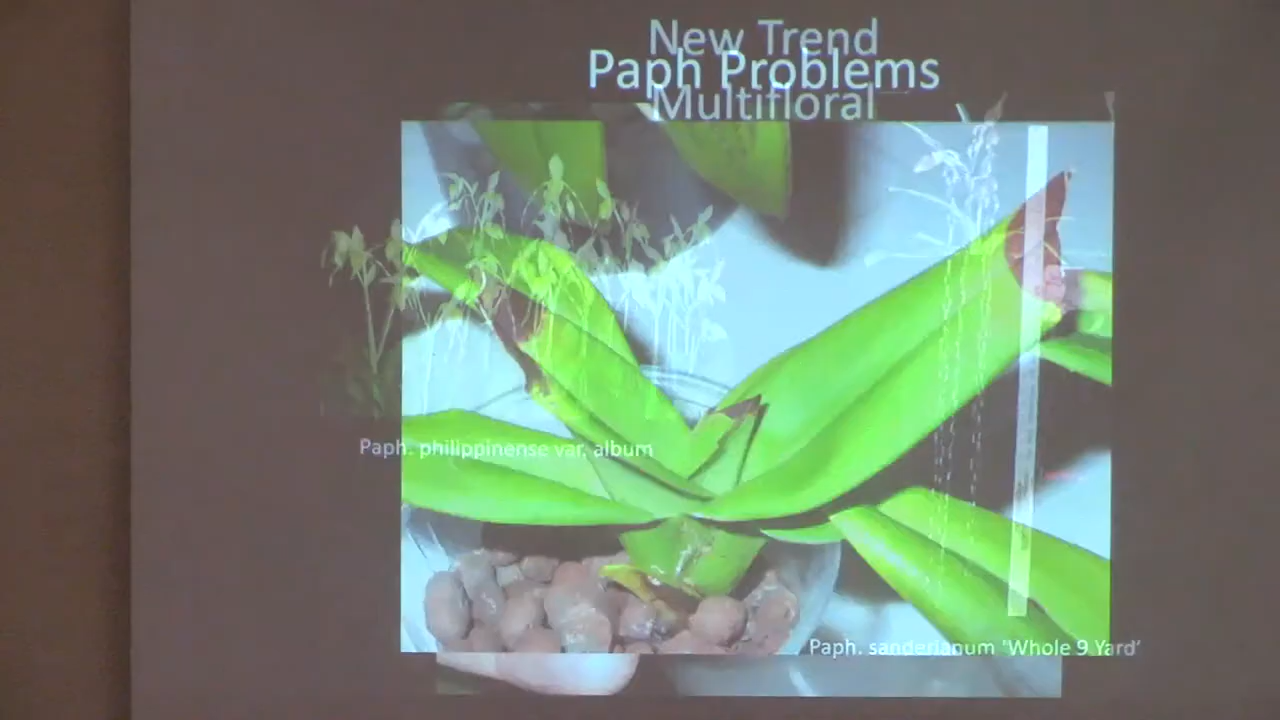 New Trend
Paph Problems
Multifloral
Paph. philippinense var. album
Paph. sanderianum 'Whole 9 Yard'